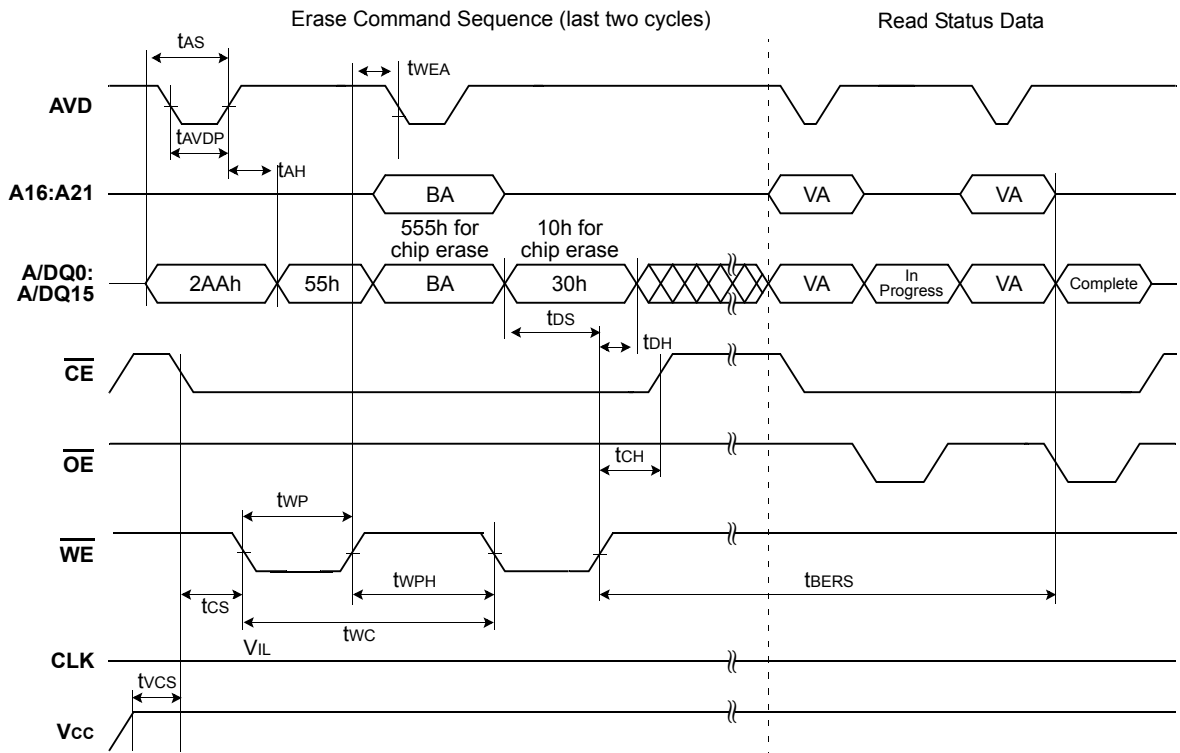 Erase Command Sequence (last two cycles)
Read Status Data
tAS
tWEA
AVD
tAVDP
tAH
A16:A21
BA
VA
VA
555h for
chip erase
10h for
chip erase
A/DQ0:
A/DQ15
2AAh
55h
BA
30h
VA
In
Progress
VA
Complete
tDS
tDH
CE
OE
tCH
tWP
WE
tWPH
tBERS
tCS
tWC
VIL
CLK
tVCS
Vcc